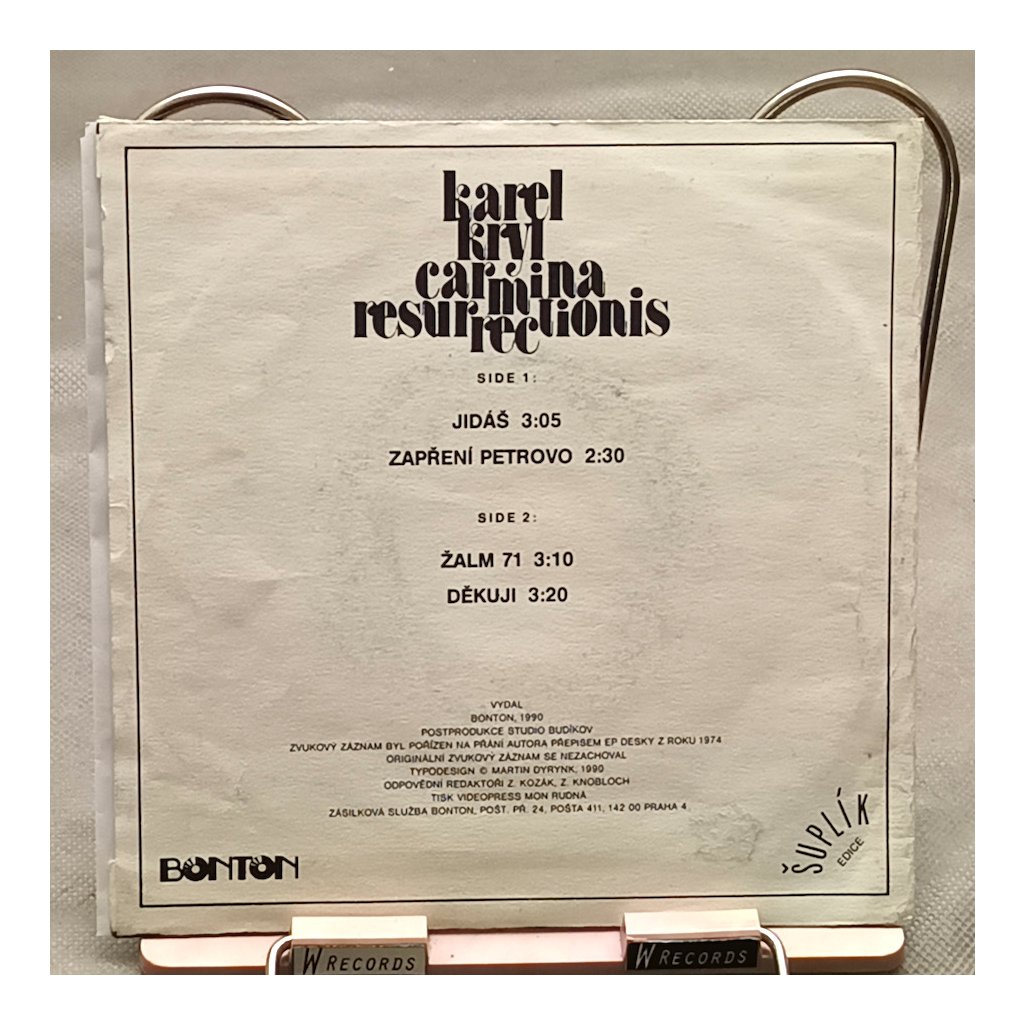 karel
kryl
carmina
resurrectionis
SIDE 1:
JIDÁŠ 3:05
ZAPŘENÍ PETROVO 2:30
SIDE 2:
ŽALM 71 3:10
DĚKUJI 3:20
VYDAL
BONTON, 1990
POSTPRODUKCE STUDIO BUDÍKOV
ZVUKOVÝ ZÁZNAM BYL POŘÍZEN NA PŘÁNÍ AUTORA PŘEPISEM EP DESKY Z ROKU 1974
ORIGINÁLNÍ ZVUKOVÝ ZÁZNAM SE NEZACHOVAL
TYPODESIGN © MARTIN DYRYNK, 1990
ODPOVĚDNÍ REDAKTOŘI Z. KOZÁK, Z. KNOBLOCH
TISK VIDEOPRESS MON RUDNÁ
ZÁSILKOVÁ SLUŽBA BONTON, POŠT. PŘ. 24, POŠTA 411, 142 00 PRAHA 4
BONTON
ŠUPLÍK
EDICE
W RECORDS
W RECORDS